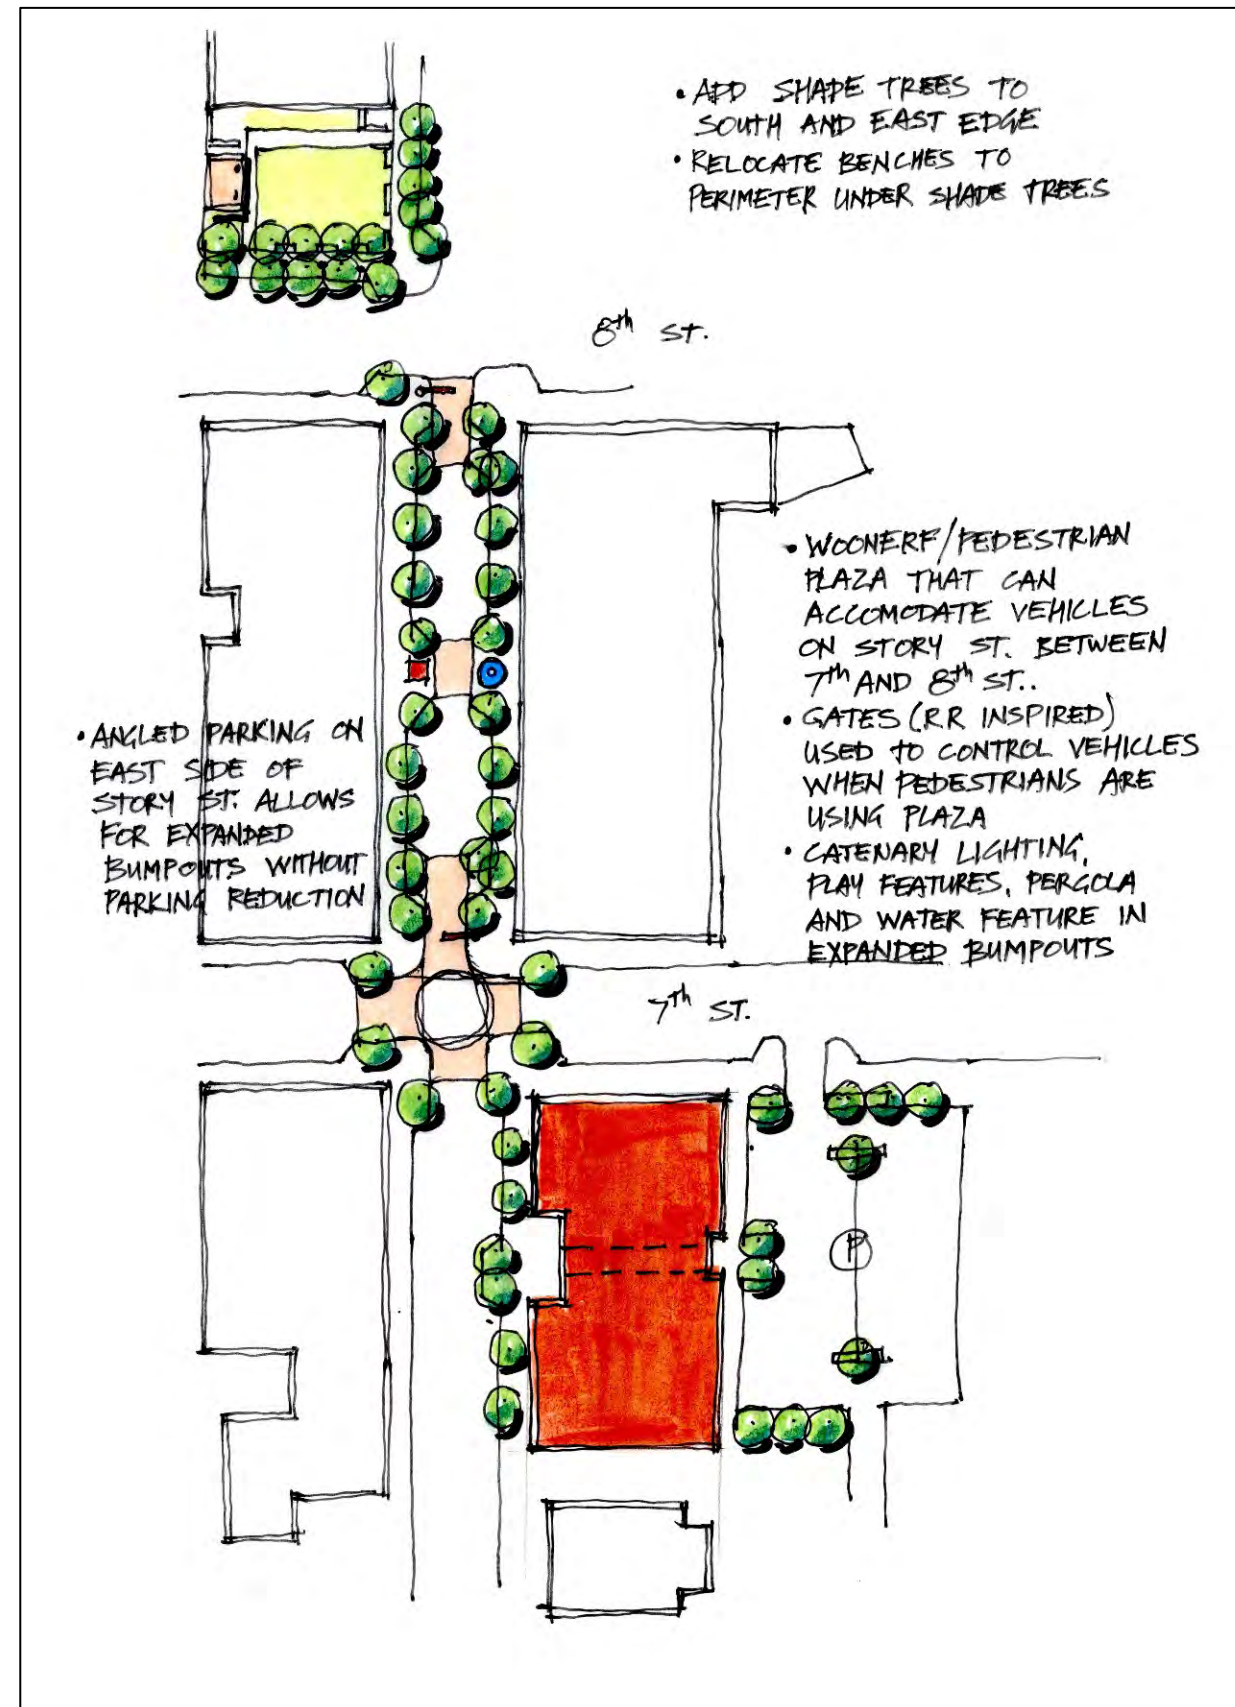 • ADD SHADE TREES TO
SOUTH AND EAST EDGE
• RELOCATE BENCHES TO
PERIMETER UNDER SHADE TREES
8th ST.
• WOONERF/PEDESTRIAN
PLAZA THAT CAN
ACCOMODATE VEHICLES
ON STORY ST. BETWEEN
7th AND 8th ST..
• GATES (RR INSPIRED)
USED TO CONTROL VEHICLES
WHEN PEDESTRIANS ARE
USING PLAZA
• CATENARY LIGHTING,
PLAY FEATURES, PERGOLA
AND WATER FEATURE IN
EXPANDED BUMPOUTS
• ANGLED PARKING ON
EAST SIDE OF
STORY ST. ALLOWS
FOR EXPANDED
BUMPOUTS WITHOUT
PARKING REDUCTION
7th ST.
P